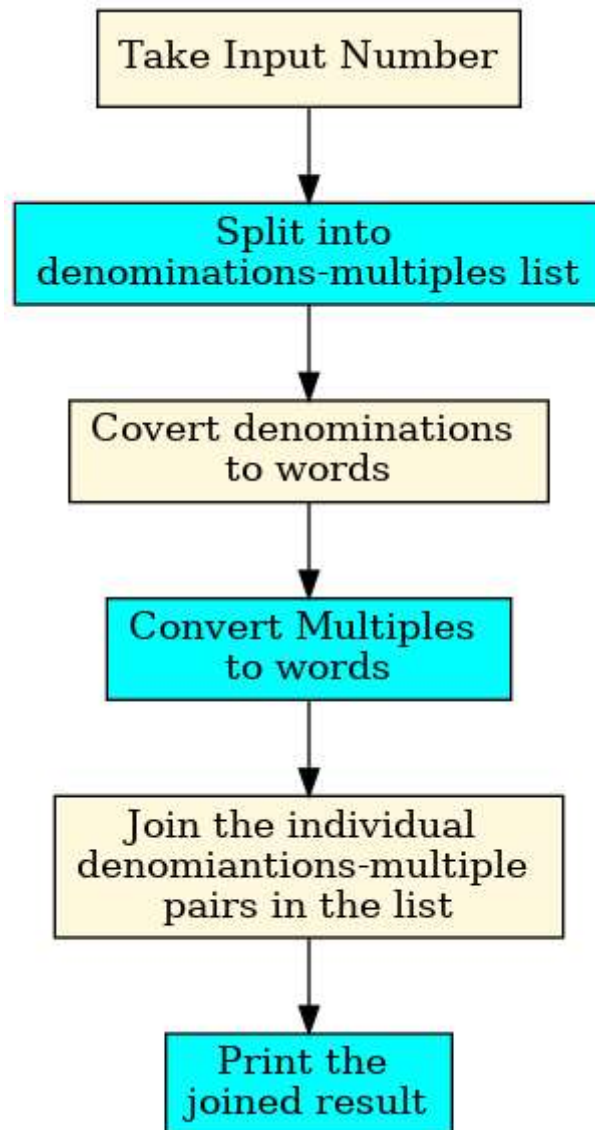 Take Input Number
Split into
denominations-multiples list
Covert denominations
to words
Convert Multiples
to words
Join the individual
denomiantions-multiple
pairs in the list
Print the
joined result